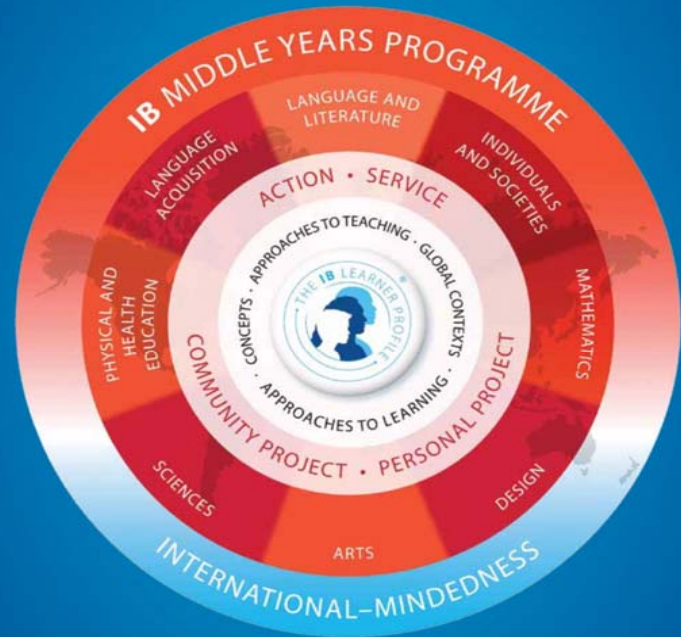 IB MIDDLE YEARS PROGRAMME
LANGUAGE AND
LITERATURE
INDIVIDUALS
AND SOCIETIES
MATHEMATICS
DESIGN
ARTS
SCIENCES
PHYSICAL AND
HEALTH
EDUCATION
LANGUAGE
ACQUISITION
ACTION • SERVICE
PERSONAL PROJECT
•
COMMUNITY PROJECT
APPROACHES TO TEACHING · GLOBAL CONTEXTS · APPROACHES TO LEARNING · CONCEPTS ·
• THE IB LEARNER PROFILE • ®
INTERNATIONAL–MINDEDNESS